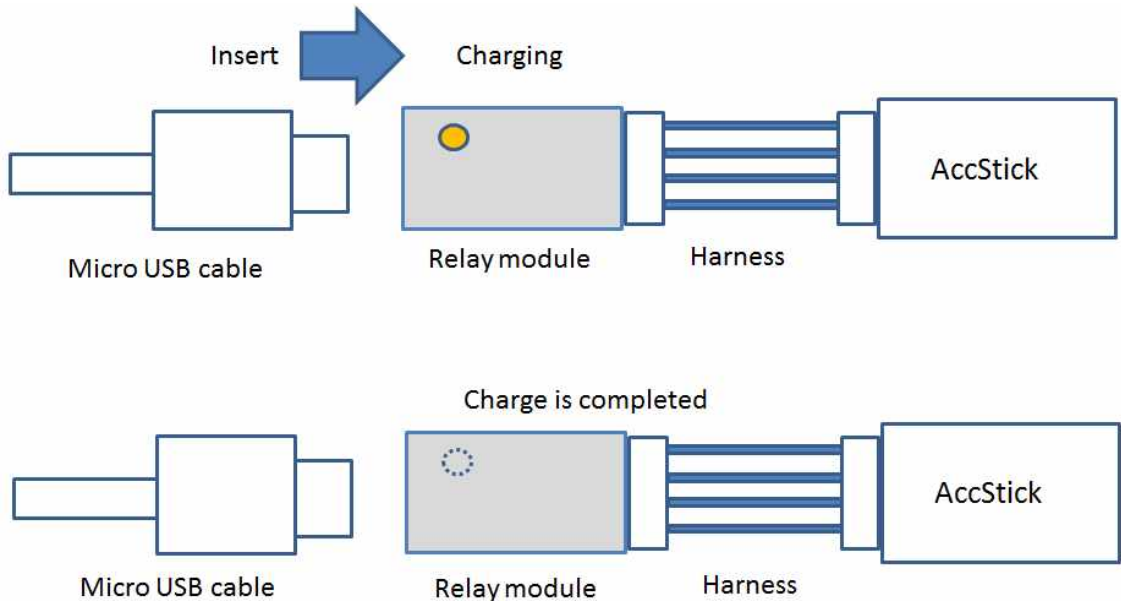 Insert
Charging
AccStick
Micro USB cable
Relay module
Harness
Charge is completed
AccStick
Micro USB cable
Relay module
Harness